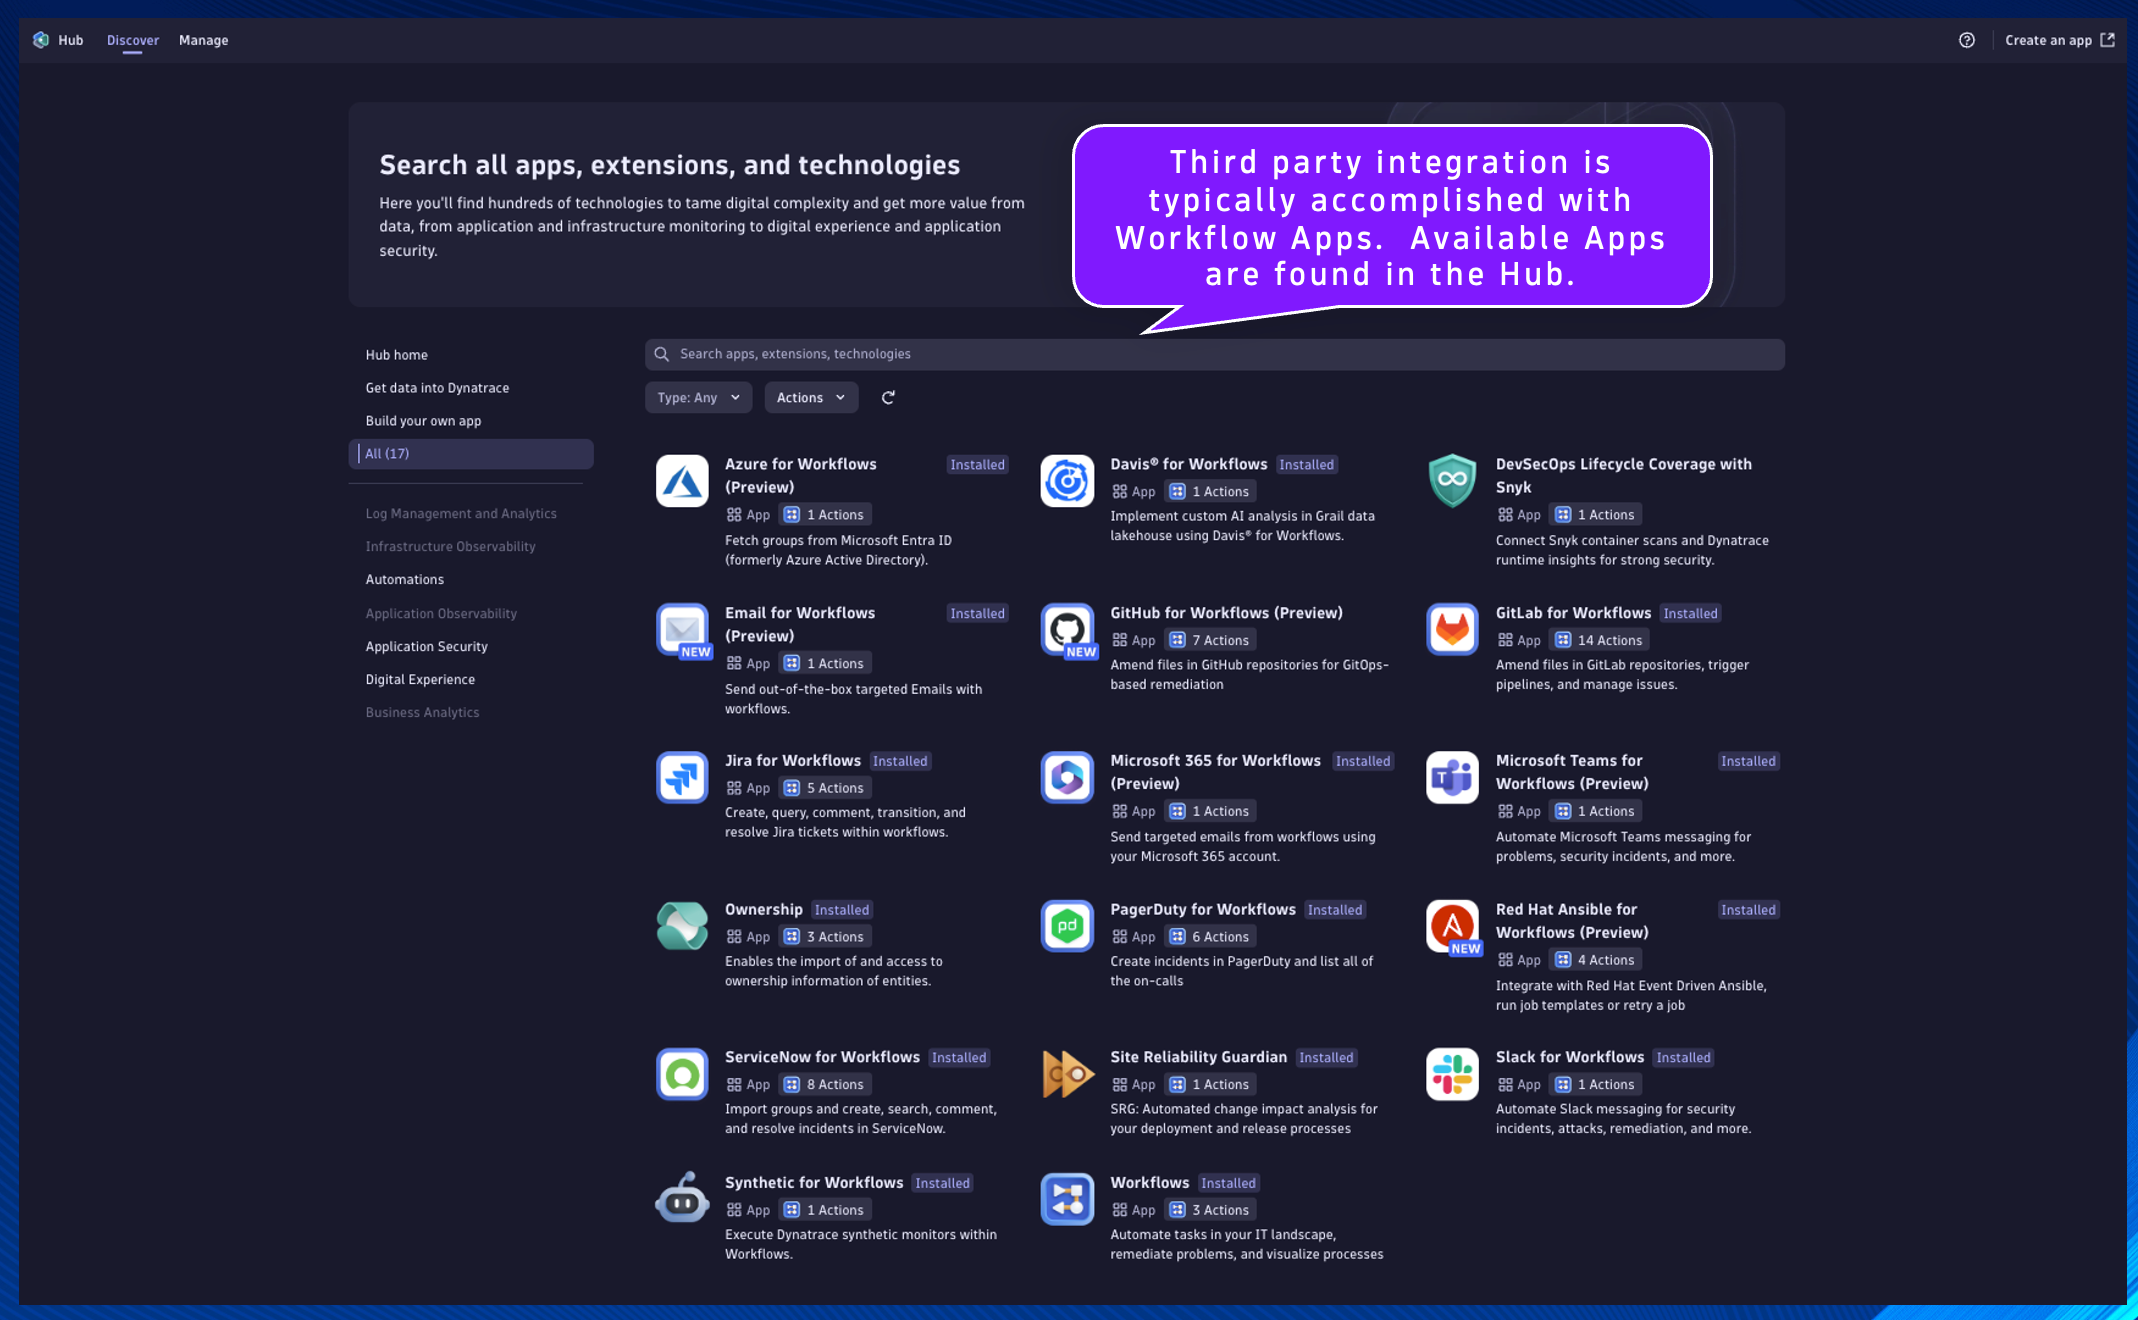 Hub Discover Manage Create an app
Search all apps, extensions, and technologies
Here you'll find hundreds of technologies to tame digital complexity and get more value from
data, from application and infrastructure monitoring to digital experience and application
security.
Third party integration is
typically accomplished with
Workflow Apps. Available Apps
are found in the Hub.
Hub home
Get data into Dynatrace
Build your own app
All (17)
Log Management and Analytics
Infrastructure Observability
Automations
Application Observability
Application Security
Digital Experience
Business Analytics
Search apps, extensions, technologies
Type: Any Actions
Azure for Workflows Installed
(Preview)
App 1 Actions
Fetch groups from Microsoft Entra ID
(formerly Azure Active Directory).
Davis® for Workflows Installed
App 1 Actions
Implement custom AI analysis in Grail data
lakehouse using Davis® for Workflows.
DevSecOps Lifecycle Coverage with
Snyk
App 1 Actions
Connect Snyk container scans and Dynatrace
runtime insights for strong security.
NEW
Email for Workflows Installed
(Preview)
App 1 Actions
Send out-of-the-box targeted Emails with
workflows.
NEW
GitHub for Workflows (Preview)
App 7 Actions
Amend files in GitHub repositories for GitOps-
based remediation
GitLab for Workflows Installed
App 14 Actions
Amend files in GitLab repositories, trigger
pipelines, and manage issues.
Jira for Workflows Installed
App 5 Actions
Create, query, comment, transition, and
resolve Jira tickets within workflows.
Microsoft 365 for Workflows Installed
(Preview)
App 1 Actions
Send targeted emails from workflows using
your Microsoft 365 account.
T
Microsoft Teams for Installed
Workflows (Preview)
App 1 Actions
Automate Microsoft Teams messaging for
problems, security incidents, and more.
Ownership Installed
App 3 Actions
Enables the import of and access to
ownership information of entities.
pd
PagerDuty for Workflows Installed
App 6 Actions
Create incidents in PagerDuty and list all of
the on-calls
NEW
Red Hat Ansible for Installed
Workflows (Preview)
App 4 Actions
Integrate with Red Hat Event Driven Ansible,
run job templates or retry a job
ServiceNow for Workflows Installed
App 8 Actions
Import groups and create, search, comment,
and resolve incidents in ServiceNow.
Site Reliability Guardian Installed
App 1 Actions
SRG: Automated change impact analysis for
your deployment and release processes
Slack for Workflows Installed
App 1 Actions
Automate Slack messaging for security
incidents, attacks, remediation, and more.
Synthetic for Workflows Installed
App 1 Actions
Execute Dynatrace synthetic monitors within
Workflows.
Workflows Installed
App 3 Actions
Automate tasks in your IT landscape,
remediate problems, and visualize processes